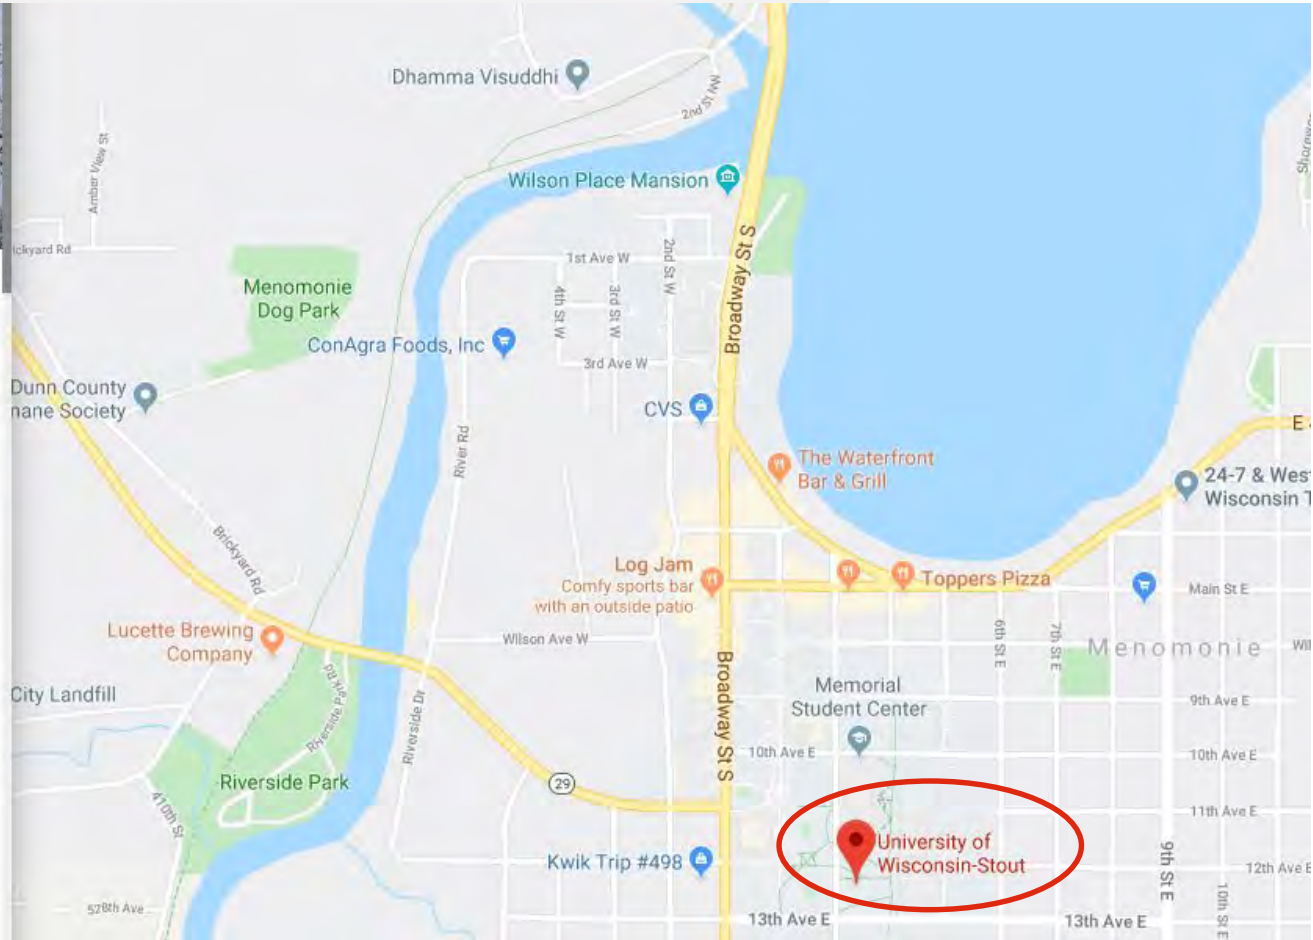 Dhamma Visuddhi
2nd St NW
Amber View St
Wilson Place Mansion
Shorew
ickyard Rd
1st Ave W
2nd St W
Broadway St S
Menomonie
Dog Park
4th St W
3rd St W
ConAgra Foods, Inc
3rd Ave W
Dunn County
nane Society
CVS
E
River Rd
The Waterfront
Bar & Grill
24-7 & West
Wisconsin T
Brickyard Rd
Log Jam
Comfy sports bar
with an outside patio
Toppers Pizza
Main St E
Lucette Brewing
Company
Wilson Ave W
6th St E
7th St E
Menomonie
Wil
City Landfill
Riverside Park Rd
Riverside Dr
Broadway St S
Memorial
Student Center
9th Ave E
10th Ave E
10th Ave E
Riverside Park
29
410th St
11th Ave E
University of
Wisconsin-Stout
Kwik Trip #498
9th St E
12th Ave E
10th St E
528th Ave
13th Ave E
13th Ave E